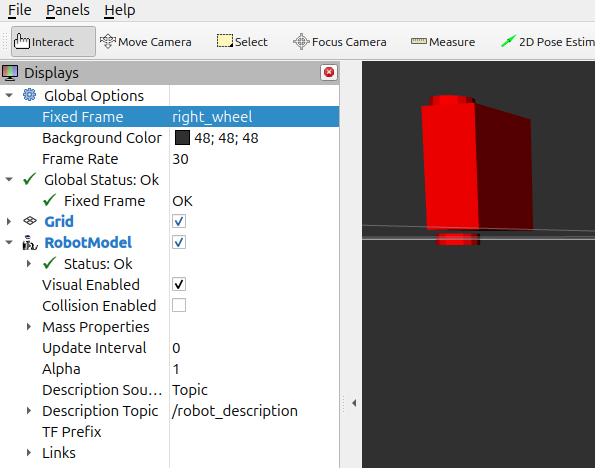 File Panels Help
Interact Move Camera Select Focus Camera Measure 2D Pose Estim
Displays
Global Options
Fixed Frame right_wheel
Background Color 48; 48; 48
Frame Rate 30
Global Status: Ok
Fixed Frame OK
Grid
RobotModel
Status: Ok
Visual Enabled
Collision Enabled
Mass Properties
Update Interval 0
Alpha 1
Description Sou... Topic
Description Topic /robot_description
TF Prefix
Links